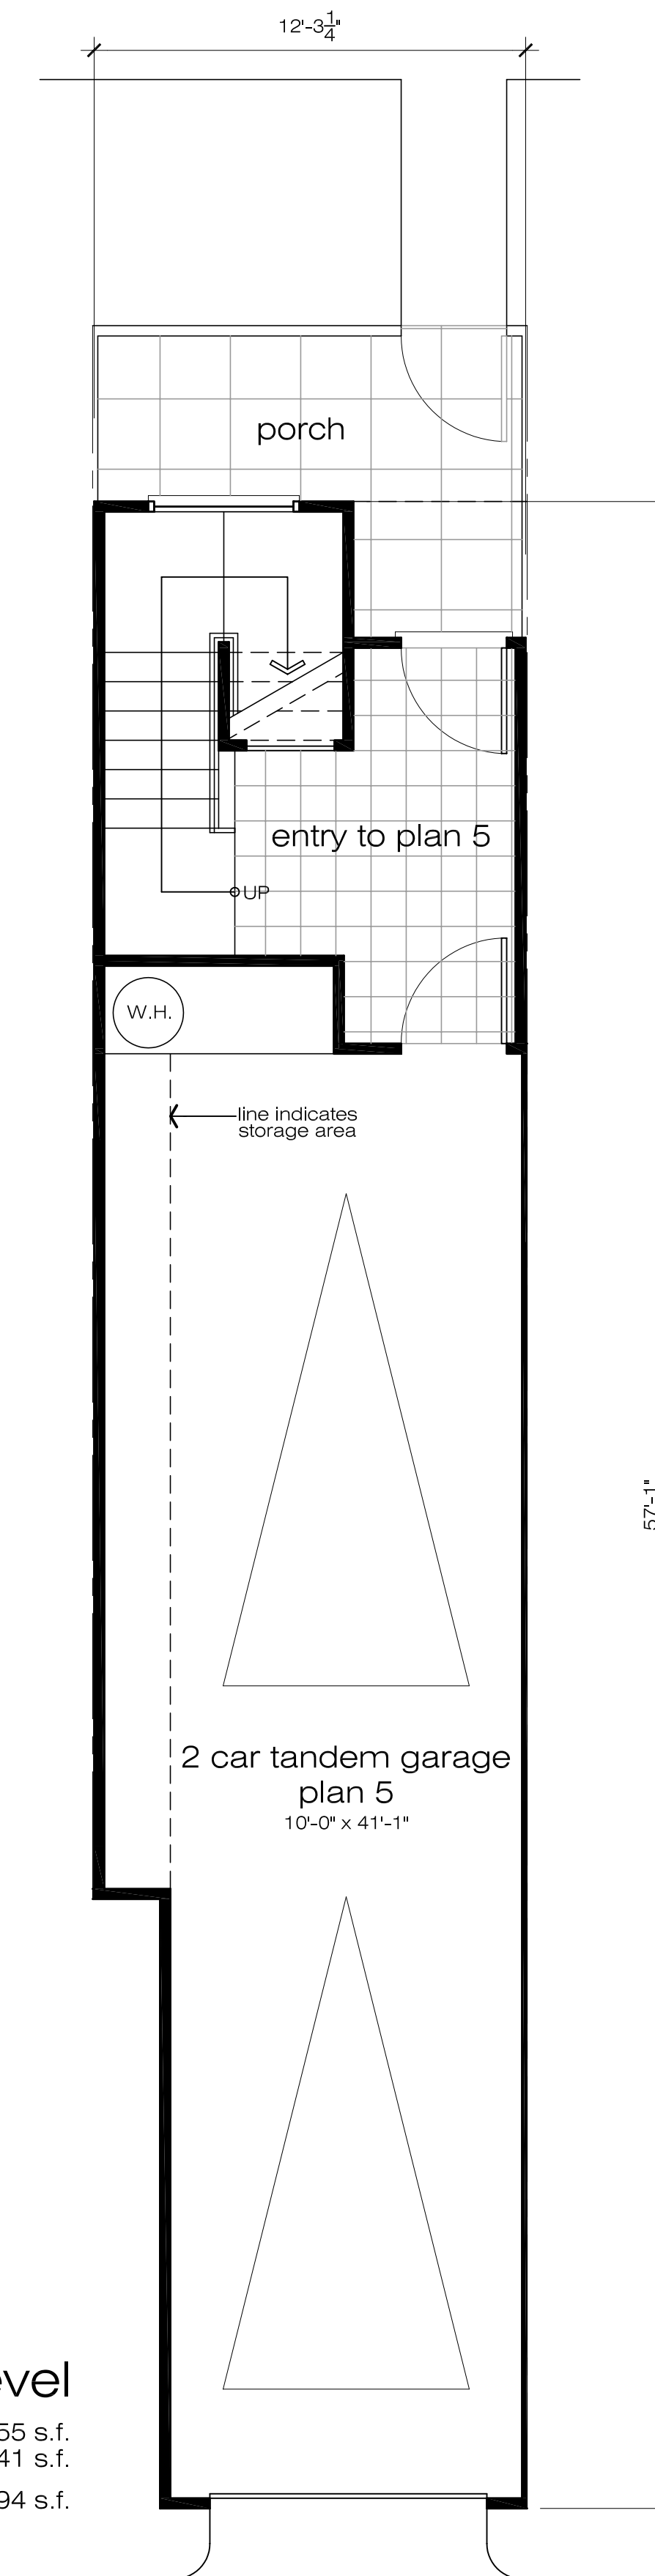 12'-3 1/4"
porch
entry to plan 5
UP
W.H.
line indicates
storage area
57'-1"
2 car tandem garage
plan 5
10'-0" x 41'-1"
evel
55 s.f.
41 s.f.
94 s.f.